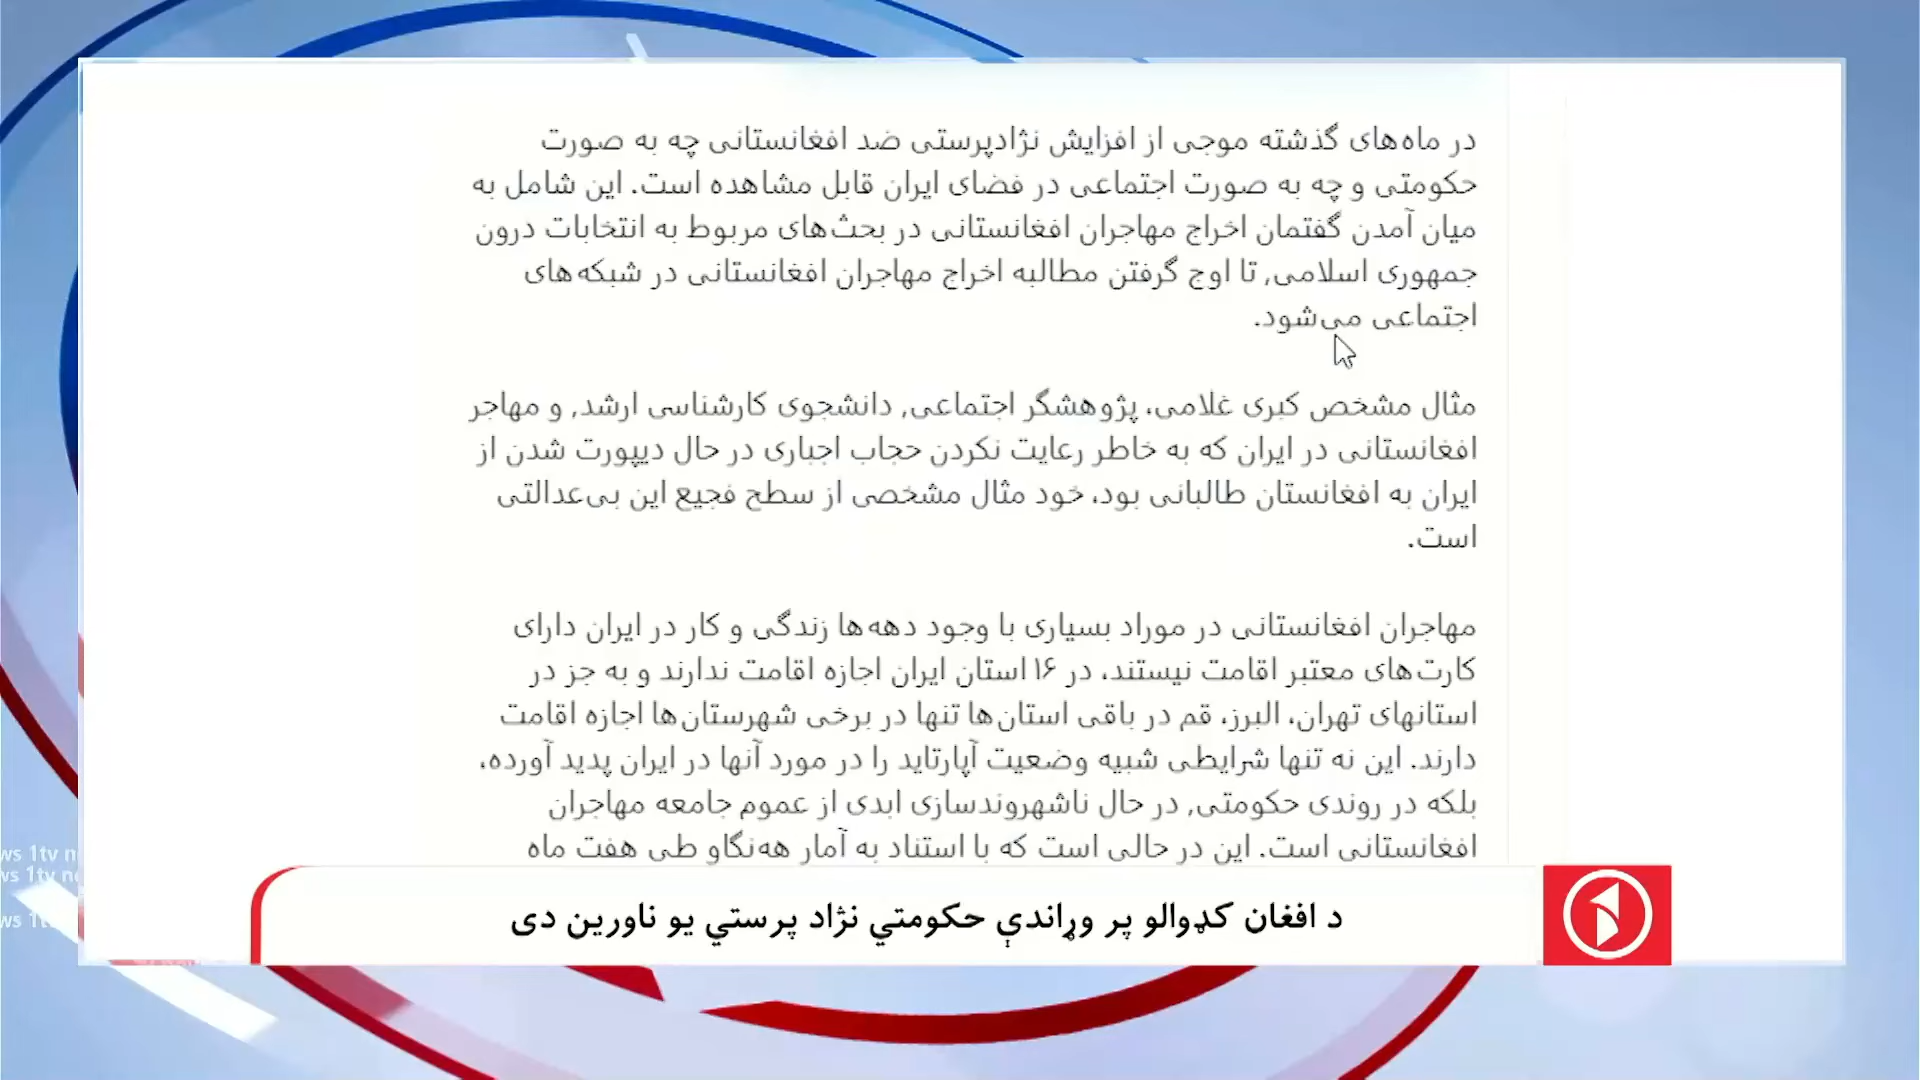 در ماه‌های گذشته موجی از افزایش نژادپرستی ضد افغانستانی چه به صورت
حکومتی و چه به صورت اجتماعی در فضای ایران قابل مشاهده است. این شامل به
میان آمدن گفتمان اخراج مهاجران افغانستانی در بحث‌های مربوط به انتخابات درون
جمهوری اسلامی, تا اوج گرفتن مطالبه اخراج مهاجران افغانستانی در شبکه‌های
اجتماعی می‌شود.
مثال مشخص کبری غلامی، پژوهشگر اجتماعی, دانشجوی کارشناسی ارشد, و مهاجر
افغانستانی در ایران که به خاطر رعایت نکردن حجاب اجباری در حال دیپورت شدن از
ایران به افغانستان طالبانی بود، خود مثال مشخصی از سطح فجیع این بی‌عدالتی
است.
مهاجران افغانستانی در موراد بسیاری با وجود دهه‌ها زندگی و کار در ایران دارای
کارت‌های معتبر اقامت نیستند، در ۱۶ استان ایران اجازه اقامت ندارند و به جز در
استانهای تهران، البرز، قم در باقی استان‌ها تنها در برخی شهرستان‌ها اجازه اقامت
دارند. این نه تنها شرایطی شبیه وضعیت آپارتاید را در مورد آنها در ایران پدید آورده،
بلکه در روندی حکومتی, در حال ناشهروندسازی ابدی از عموم جامعه مهاجران
افغانستانی است. این در حالی است که با استناد به آمار هه‌نگاو طی هفت ماه
د افغان کډوالو پر وړاندې حکومتي نژاد پرستي یو ناورین دی
ws 1tv n
ws 1tv ne